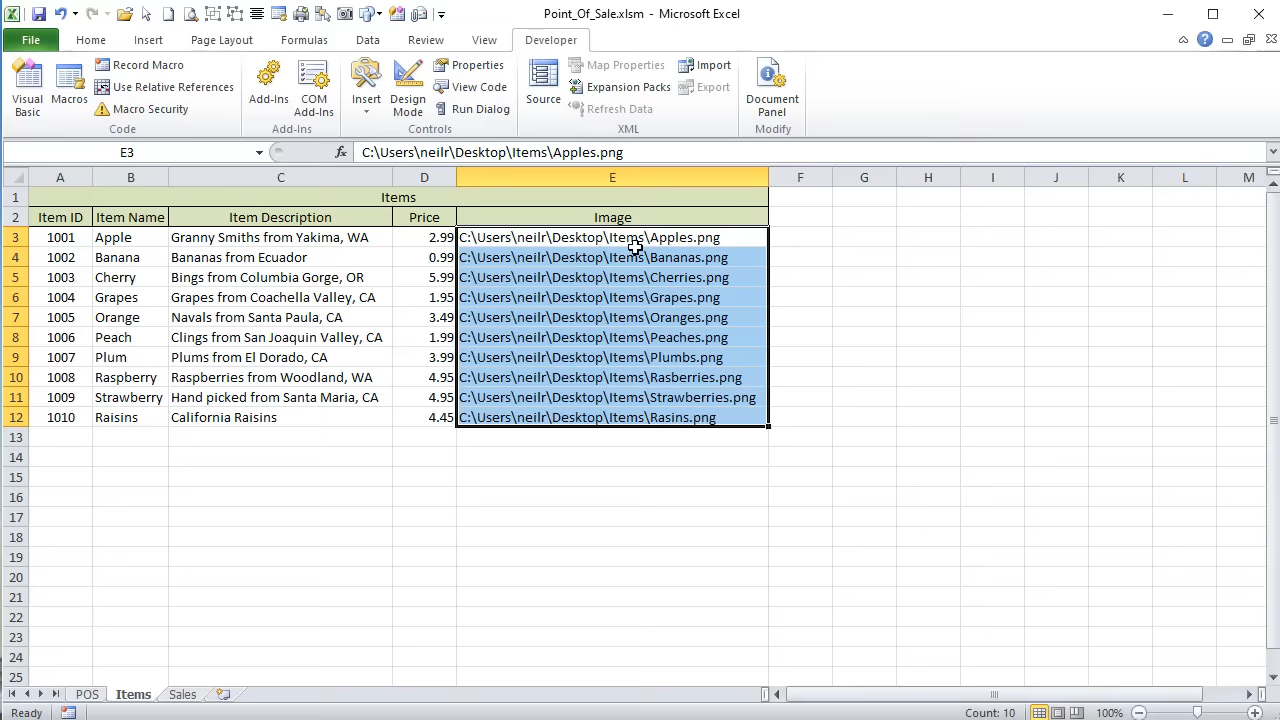 Point_Of_Sale.xlsm - Microsoft Excel
File Home Insert Page Layout Formulas Data Review View Developer
Visual Basic
Macros
Record Macro
Use Relative References
Macro Security
Code
Add-Ins
COM Add-Ins
Add-Ins
Insert
Design Mode
Properties
View Code
Run Dialog
Controls
Source
Map Properties
Expansion Packs
Refresh Data
Import
Export
XML
Document Panel
Modify
E3 fx C:\Users\neilr\Desktop\Items\Apples.png
A B C D E F G H I J K L M
1 Items
2 Item ID Item Name Item Description Price Image
3 1001 Apple Granny Smiths from Yakima, WA 2.99 C:\Users\neilr\Desktop\Items\Apples.png
4 1002 Banana Bananas from Ecuador 0.99 C:\Users\neilr\Desktop\Items\Bananas.png
5 1003 Cherry Bings from Columbia Gorge, OR 5.99 C:\Users\neilr\Desktop\Items\Cherries.png
6 1004 Grapes Grapes from Coachella Valley, CA 1.95 C:\Users\neilr\Desktop\Items\Grapes.png
7 1005 Orange Navals from Santa Paula, CA 3.49 C:\Users\neilr\Desktop\Items\Oranges.png
8 1006 Peach Clings from San Joaquin Valley, CA 1.99 C:\Users\neilr\Desktop\Items\Peaches.png
9 1007 Plum Plums from El Dorado, CA 3.99 C:\Users\neilr\Desktop\Items\Plumbs.png
10 1008 Raspberry Raspberries from Woodland, WA 4.95 C:\Users\neilr\Desktop\Items\Rasberries.png
11 1009 Strawberry Hand picked from Santa Maria, CA 4.95 C:\Users\neilr\Desktop\Items\Strawberries.png
12 1010 Raisins California Raisins 4.45 C:\Users\neilr\Desktop\Items\Rasins.png
13
14
15
16
17
18
19
20
21
22
23
24
25
POS Items Sales
Ready Count: 10 100%